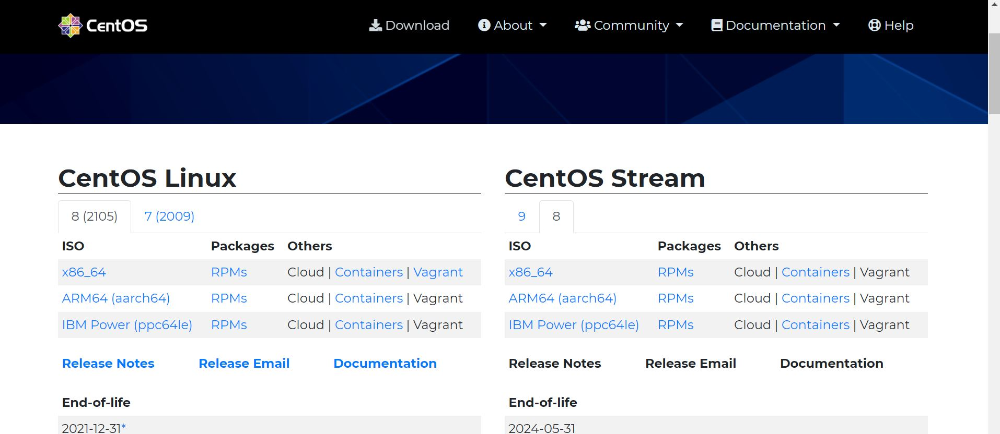 CentOS Download About Community Documentation Help
CentOS Linux
8 (2105) 7 (2009)
ISO Packages Others
x86_64 RPMs Cloud | Containers | Vagrant
ARM64 (aarch64) RPMs Cloud | Containers | Vagrant
IBM Power (ppc64le) RPMs Cloud | Containers | Vagrant
Release Notes Release Email Documentation
End-of-life
2021-12-31*
CentOS Stream
9 8
ISO Packages Others
x86_64 RPMs Cloud | Containers | Vagrant
ARM64 (aarch64) RPMs Cloud | Containers | Vagrant
IBM Power (ppc64le) RPMs Cloud | Containers | Vagrant
Release Notes Release Email Documentation
End-of-life
2024-05-31